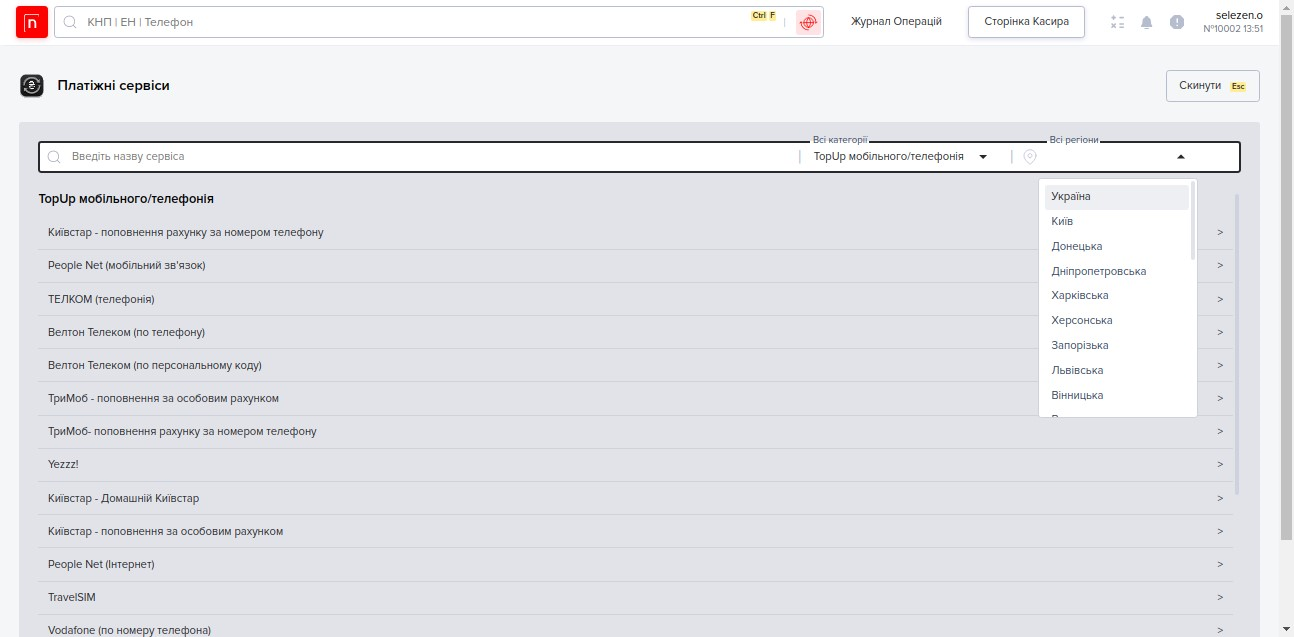 n КНП | ЕН | Телефон Ctrl F Журнал Операцій Сторінка Касира selezen.o
№10002 13:51
Платіжні сервіси Скинути Esc
Всі категорії Всі регіони
Введіть назву сервіса TopUp мобільного/телефонія
TopUp мобільного/телефонія
Україна
Київ
Донецька
Дніпропетровська
Харківська
Херсонська
Запорізька
Львівська
Вінницька
Київстар - поповнення рахунку за номером телефону >
People Net (мобільний зв'язок) >
ТЕЛКОМ (телефонія) >
Велтон Телеком (по телефону) >
Велтон Телеком (по персональному коду) >
ТриМоб - поповнення за особовим рахунком >
ТриМоб- поповнення рахунку за номером телефону >
Yezzz! >
Київстар - Домашній Київстар >
Київстар - поповнення за особовим рахунком >
People Net (Інтернет) >
TravelSIM >
Vodafone (по номеру телефона) >